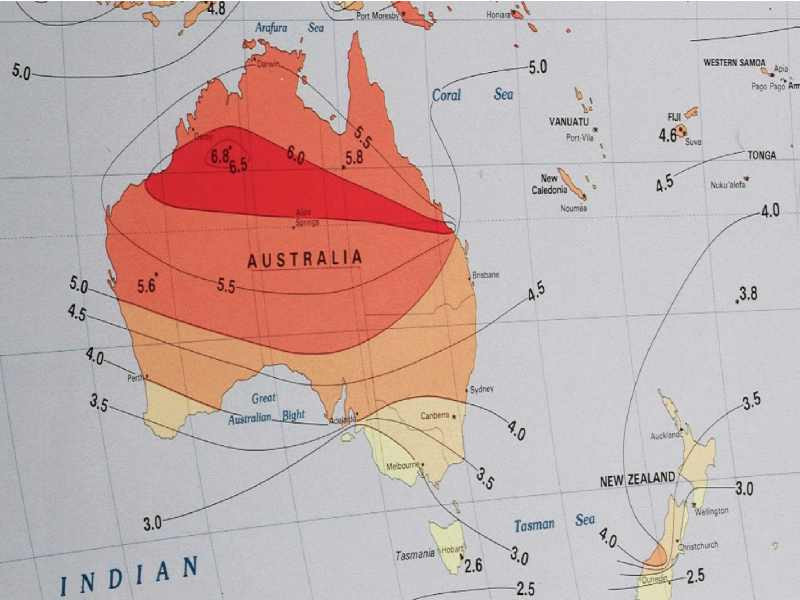 4.8
Port Moresby
Honiara
Arafura Sea
5.0
5.0
Darwin
WESTERN SAMOA
Apia
Pago Pago
Coral Sea
5.5
VANUATU
Port-Vila
FIJI
4.6
Suva
6.8
6.5
6.0
5.8
TONGA
Nuku'alofa
4.5
New
Caledonia
Nouméa
4.0
Alice
Springs
AUSTRALIA
Brisbane
5.0
5.6
5.5
4.5
3.8
4.5
4.0
Perth
3.5
Great
Australian Bight
Adelaide
Sydney
Canberra
4.0
3.5
Auckland
Melbourne
3.5
NEW ZEALAND
3.0
Wellington
3.0
Tasman Sea
4.0
Christchurch
Tasmania
Hobart
2.6
3.0
Dunedin
2.5
2.5
INDIAN